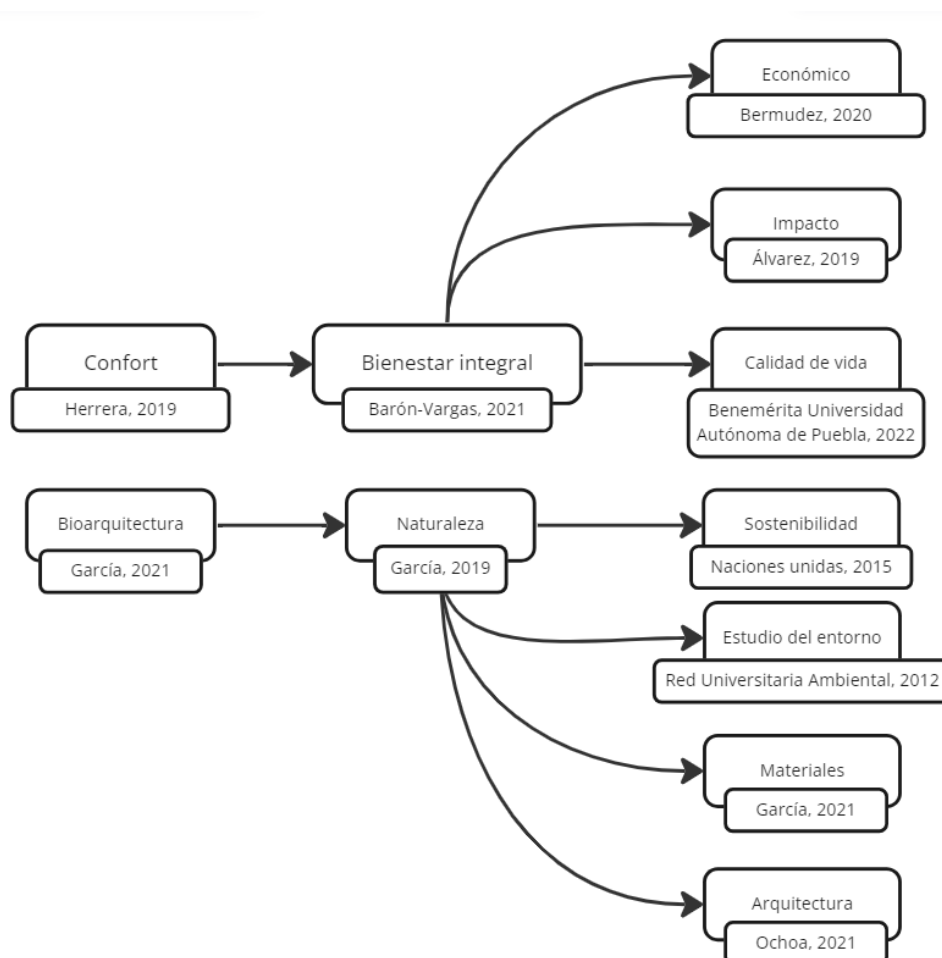 Económico
Bermudez, 2020
Impacto
Álvarez, 2019
Confort
Herrera, 2019
Bienestar integral
Barón-Vargas, 2021
Calidad de vida
Benemérita Universidad
Autónoma de Puebla, 2022
Bioarquitectura
García, 2021
Naturaleza
García, 2019
Sostenibilidad
Naciones unidas, 2015
Estudio del entorno
Red Universitaria Ambiental, 2012
Materiales
García, 2021
Arquitectura
Ochoa, 2021